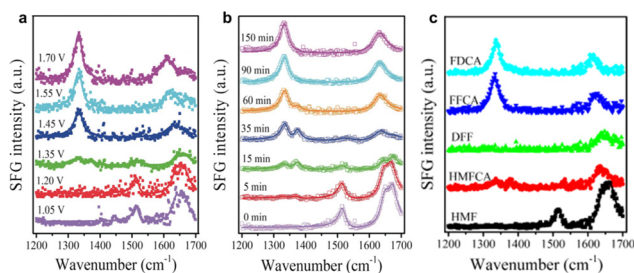 a
1.70 V
1.55 V
1.45 V
1.35 V
1.20 V
1.05 V
SFG intensity (a.u.)
1200 1300 1400 1500 1600 1700
Wavenumber (cm⁻¹)
b
150 min
90 min
60 min
35 min
15 min
5 min
0 min
SFG intensity (a.u.)
1200 1300 1400 1500 1600 1700
Wavenumber (cm⁻¹)
c
FDCA
FFCA
DFF
HMFCA
HMF
SFG intensity (a.u.)
1200 1300 1400 1500 1600 1700
Wavenumber (cm⁻¹)